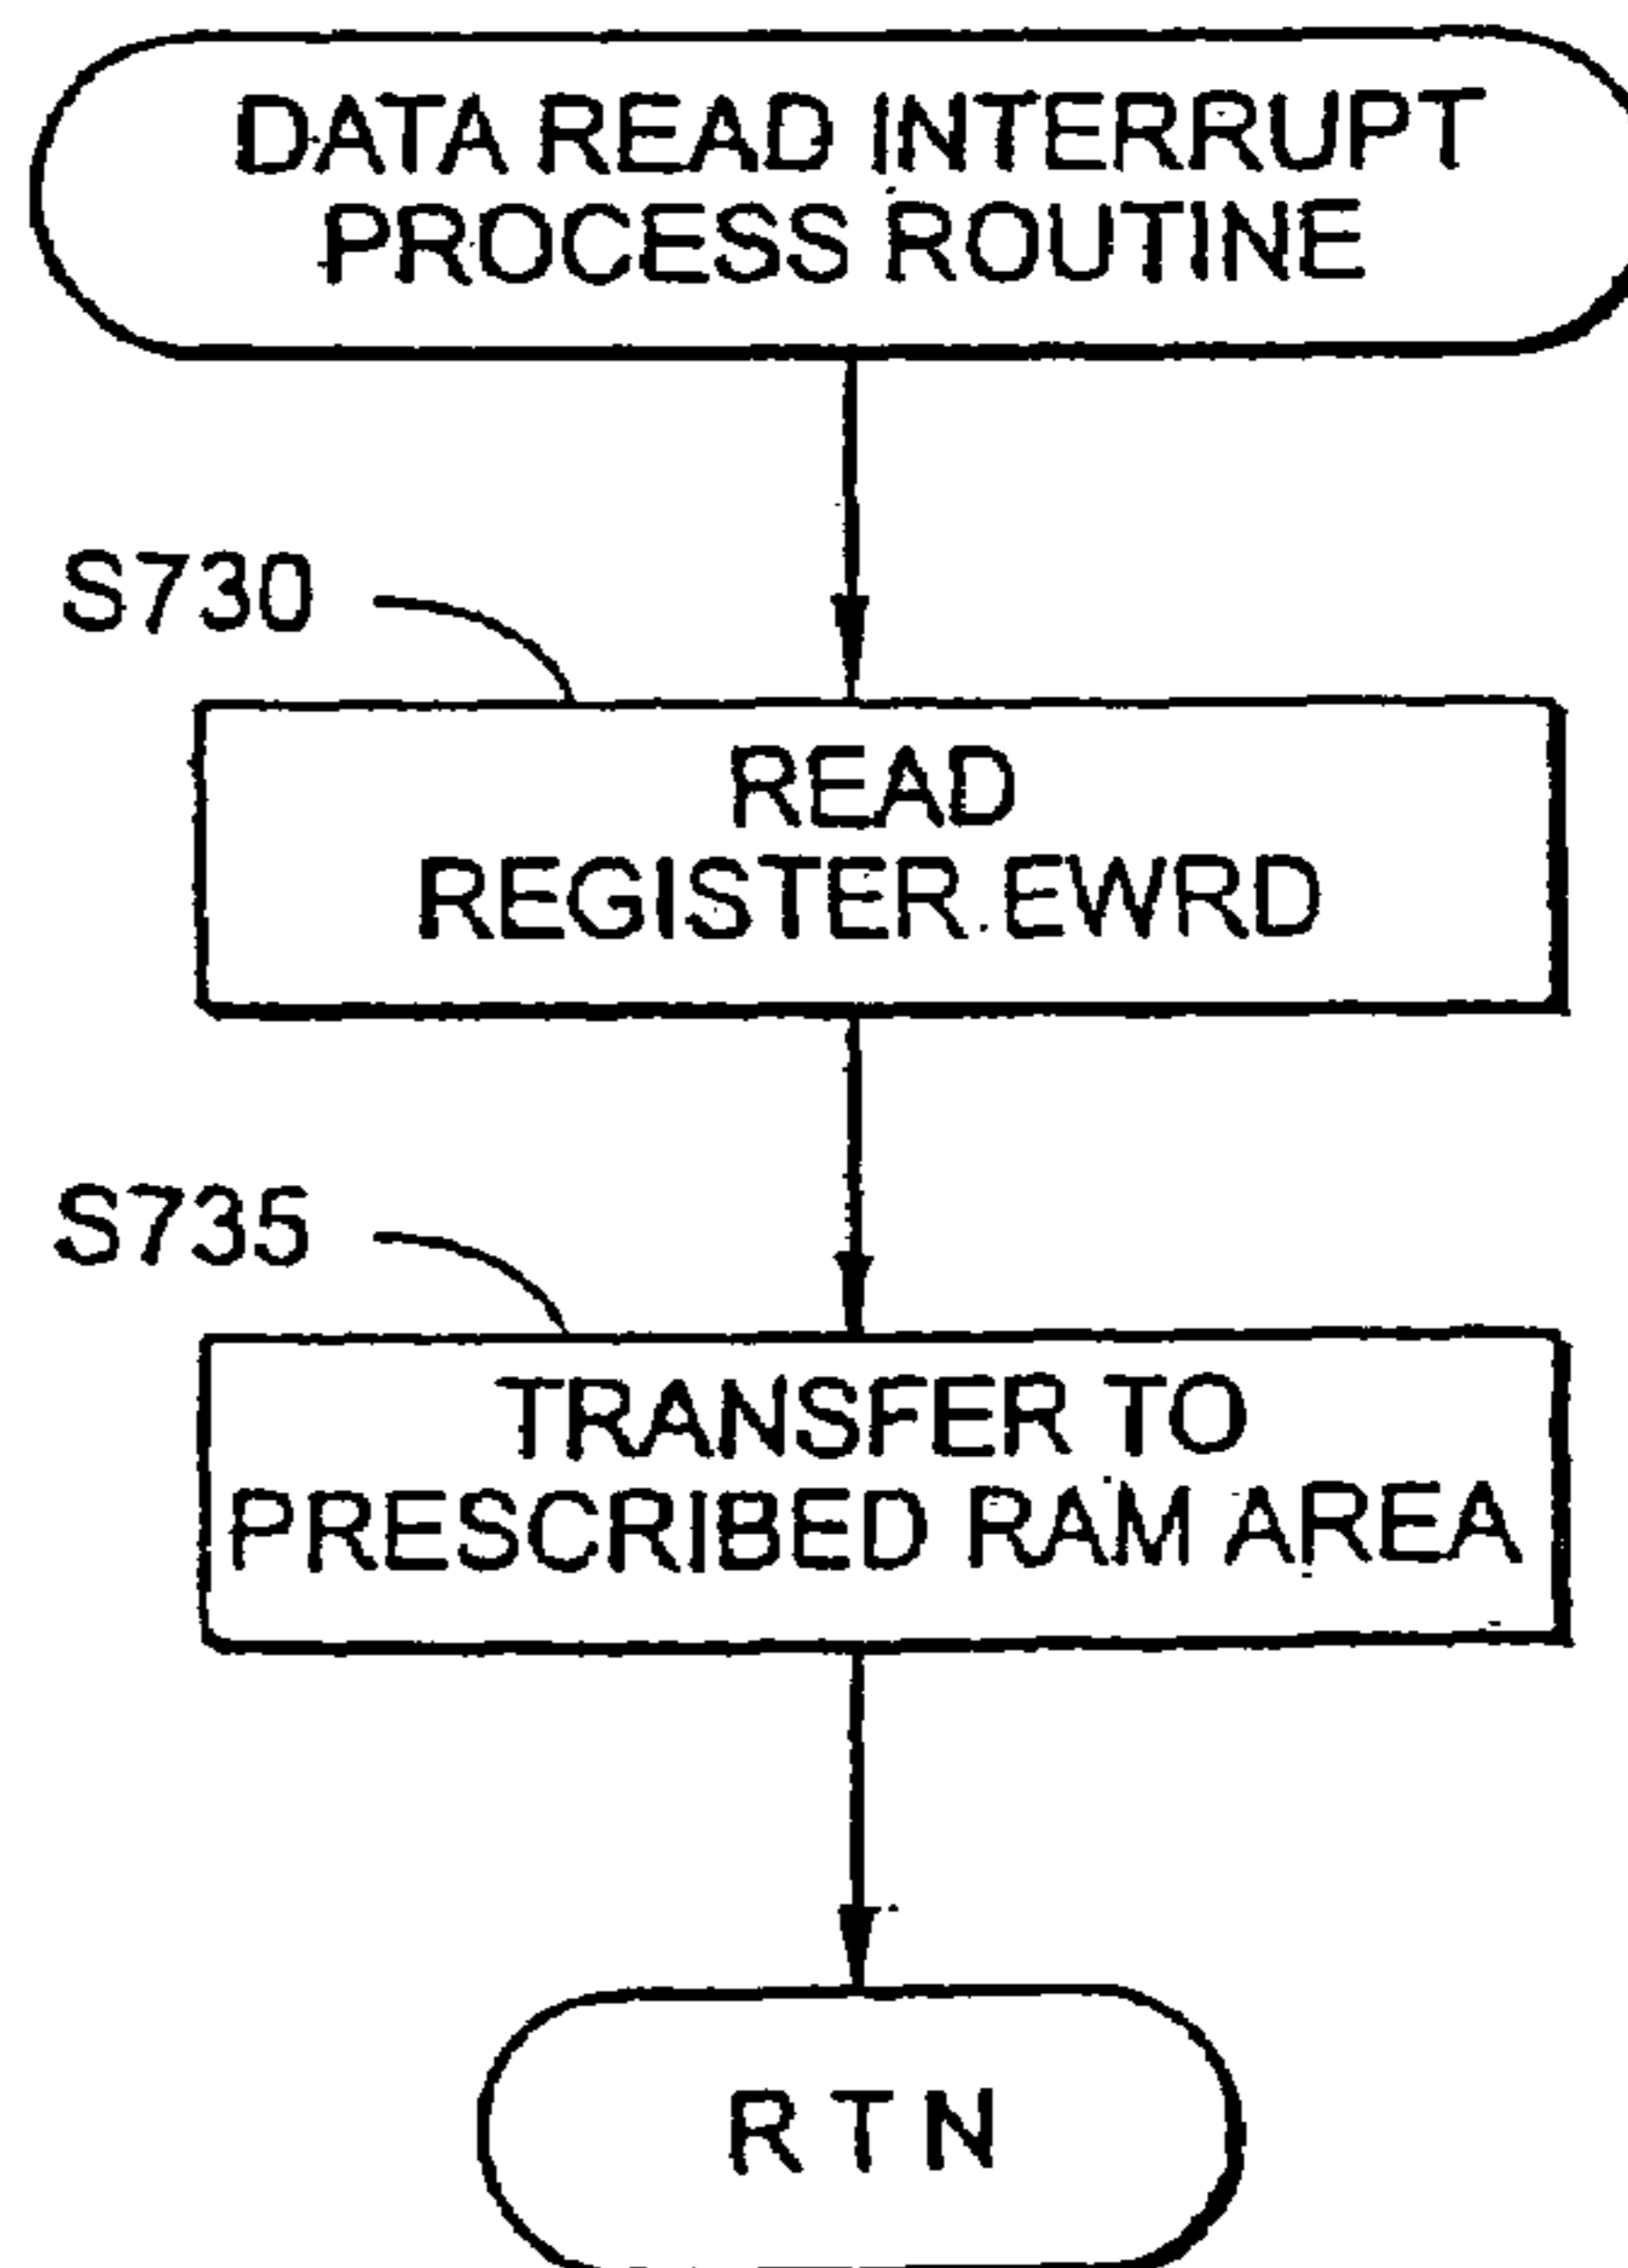 DATA READ INTERRUPT
PROCESS ROUTINE
S730
READ
REGISTER.EWRD
S735
TRANSFER TO
PRESCRIBED RAM AREA
RTN